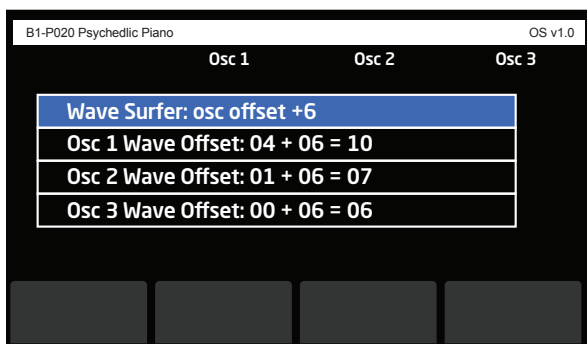 B1-P020 Psychedlic Piano OS v1.0
Osc 1 Osc 2 Osc 3
Wave Surfer: osc offset +6
Osc 1 Wave Offset: 04 + 06 = 10
Osc 2 Wave Offset: 01 + 06 = 07
Osc 3 Wave Offset: 00 + 06 = 06